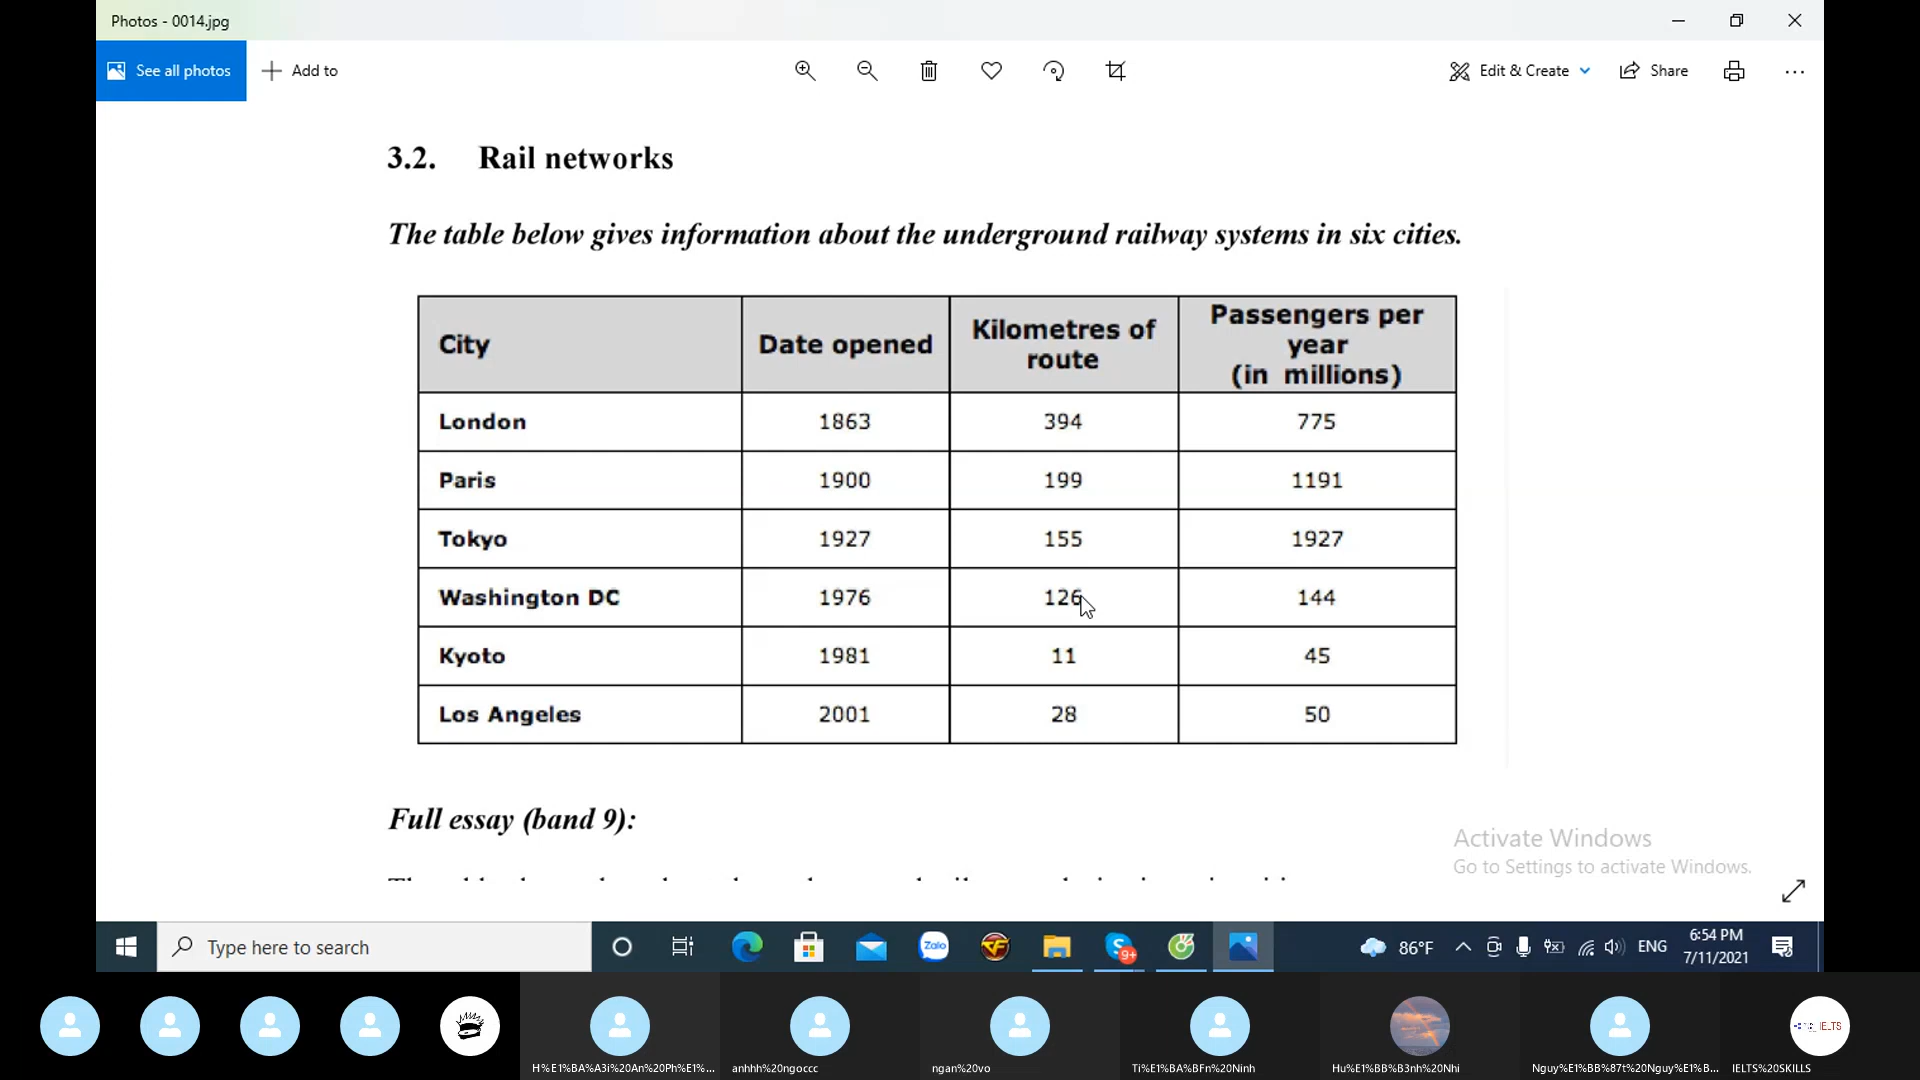 Photos - 0014.jpg
See all photos
Add to
Edit & Create
Share
3.2. Rail networks
The table below gives information about the underground railway systems in six cities.
City Date opened Kilometres of route Passengers per year (in millions)
London 1863 394 775
Paris 1900 199 1191
Tokyo 1927 155 1927
Washington DC 1976 126 144
Kyoto 1981 11 45
Los Angeles 2001 28 50
Full essay (band 9):
Activate Windows
Go to Settings to activate Windows.
Type here to search
Zalo
9+
86°F
ENG
6:54 PM
7/11/2021
IELTS
H%E1%BA%A3i%20An%20Ph%E1%...
anhhh%20ngoccc
ngan%20vo
Ti%E1%BA%BFn%20Ninh
Hu%E1%BB%B3nh%20Nhi
Nguy%E1%BB%87t%20Nguy%E1%B...
IELTS%20SKILLS